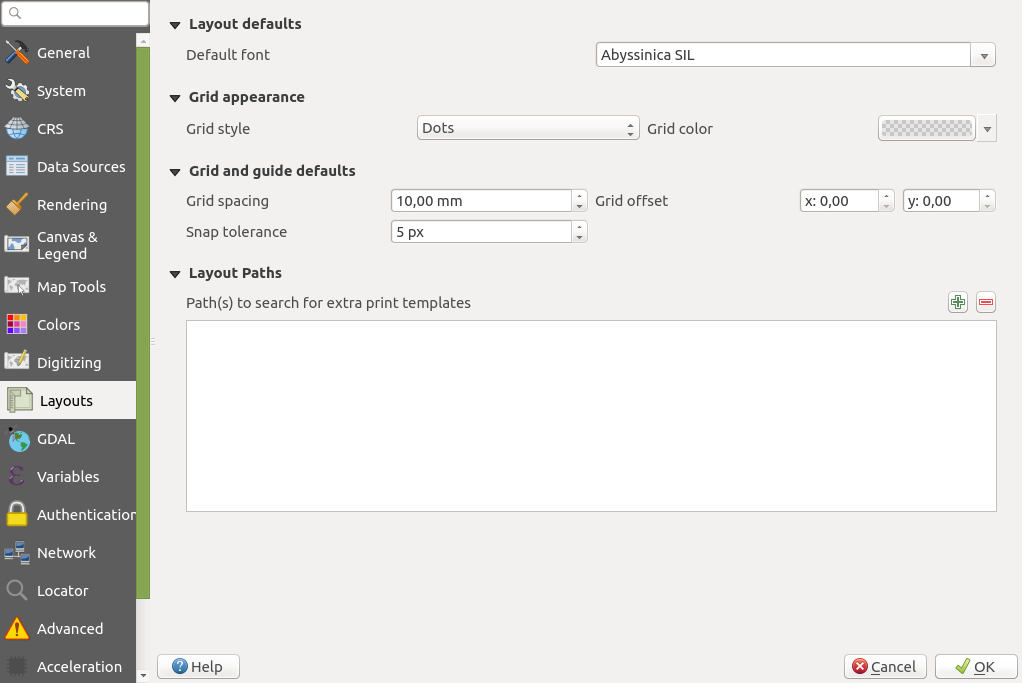 General
System
CRS
Data Sources
Rendering
Canvas &
Legend
Map Tools
Colors
Digitizing
Layouts
GDAL
Variables
Authentication
Network
Locator
Advanced
Acceleration
Layout defaults
Default font
Abyssinica SIL
Grid appearance
Grid style
Dots
Grid color
Grid and guide defaults
Grid spacing
10,00 mm
Grid offset
x: 0,00
y: 0,00
Snap tolerance
5 px
Layout Paths
Path(s) to search for extra print templates
Help
Cancel
OK